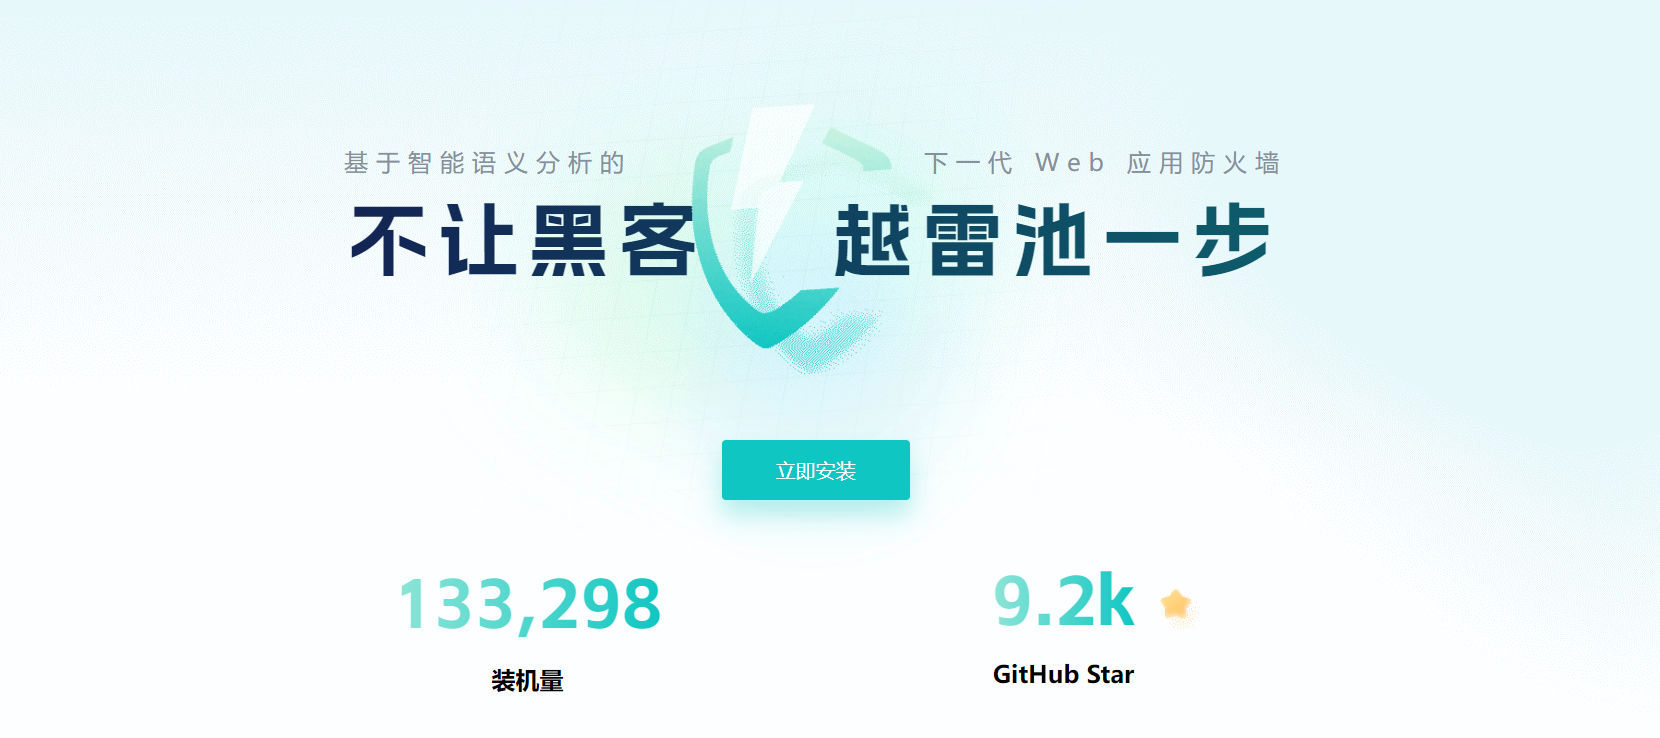 基于智能语义分析的
下一代 Web 应用防火墙
不让黑客
越雷池一步
立即安装
133,298
9.2k
装机量
GitHub Star